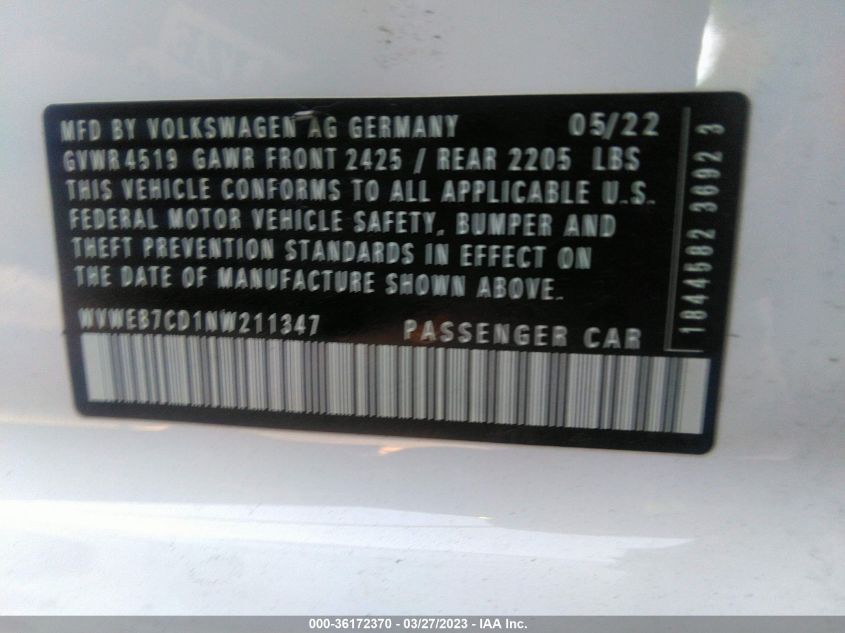 MFD BY VOLKSWAGEN AG GERMANY 05/22
GVWR 4519 GAWR FRONT 2425 / REAR 2205 LBS
THIS VEHICLE CONFORMS TO ALL APPLICABLE U.S.
FEDERAL MOTOR VEHICLE SAFETY, BUMPER AND
THEFT PREVENTION STANDARDS IN EFFECT ON
THE DATE OF MANUFACTURE SHOWN ABOVE.
WVWEB7CD1NW211347 PASSENGER CAR
1844582 3692 3
000-36172370 - 03/27/2023 - IAA Inc.